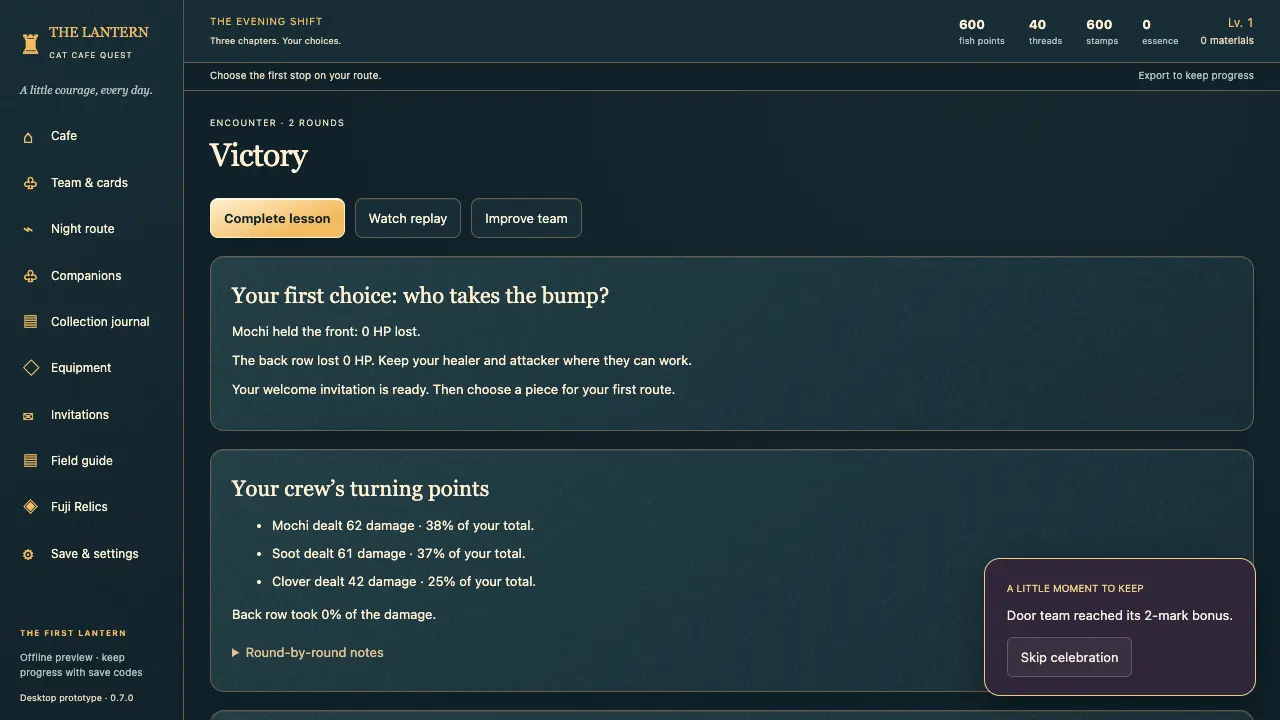 THE LANTERN
CAT CAFE QUEST
A little courage, every day.
Cafe
Team & cards
Night route
Companions
Collection journal
Equipment
Invitations
Field guide
Fuji Relics
Save & settings
THE FIRST LANTERN
Offline preview · keep
progress with save codes
Desktop prototype · 0.7.0
THE EVENING SHIFT
Three chapters. Your choices.
600 fish points
40 threads
600 stamps
0 essence
Lv. 1
0 materials
Choose the first stop on your route.
Export to keep progress
ENCOUNTER · 2 ROUNDS
Victory
Complete lesson
Watch replay
Improve team
Your first choice: who takes the bump?
Mochi held the front: 0 HP lost.
The back row lost 0 HP. Keep your healer and attacker where they can work.
Your welcome invitation is ready. Then choose a piece for your first route.
Your crew’s turning points
• Mochi dealt 62 damage · 38% of your total.
• Soot dealt 61 damage · 37% of your total.
• Clover dealt 42 damage · 25% of your total.
Back row took 0% of the damage.
Round-by-round notes
A LITTLE MOMENT TO KEEP
Door team reached its 2-mark bonus.
Skip celebration